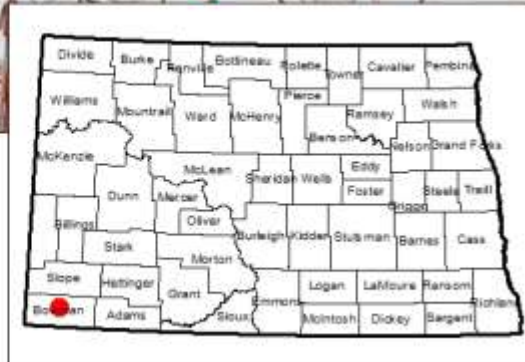 Divide Burke Renville Bottineau Rolette Towner Cavalier Pembina
Williams Mountrail Ward McHenry Pierce Ramsey Walsh
Benson Nelson Grand Forks
McKenzie McLean Sheridan Wells Eddy
Foster Griggs Steele Traill
Dunn Mercer
Oliver
Billings Burleigh Kidder Stutsman Barnes Cass
Stark Morton
Slope Hettinger Grant Emmons Logan LaMoure Ransom Richland
Adams Sioux McIntosh Dickey Sargent